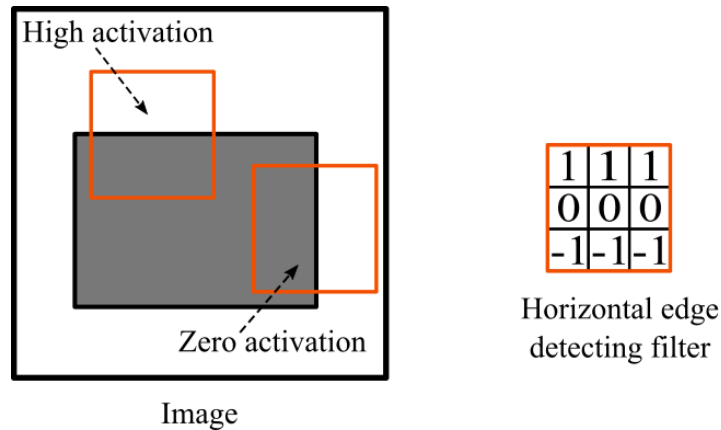 High activation
Zero activation
Image
1 1 1
0 0 0
-1 -1 -1
Horizontal edge
detecting filter